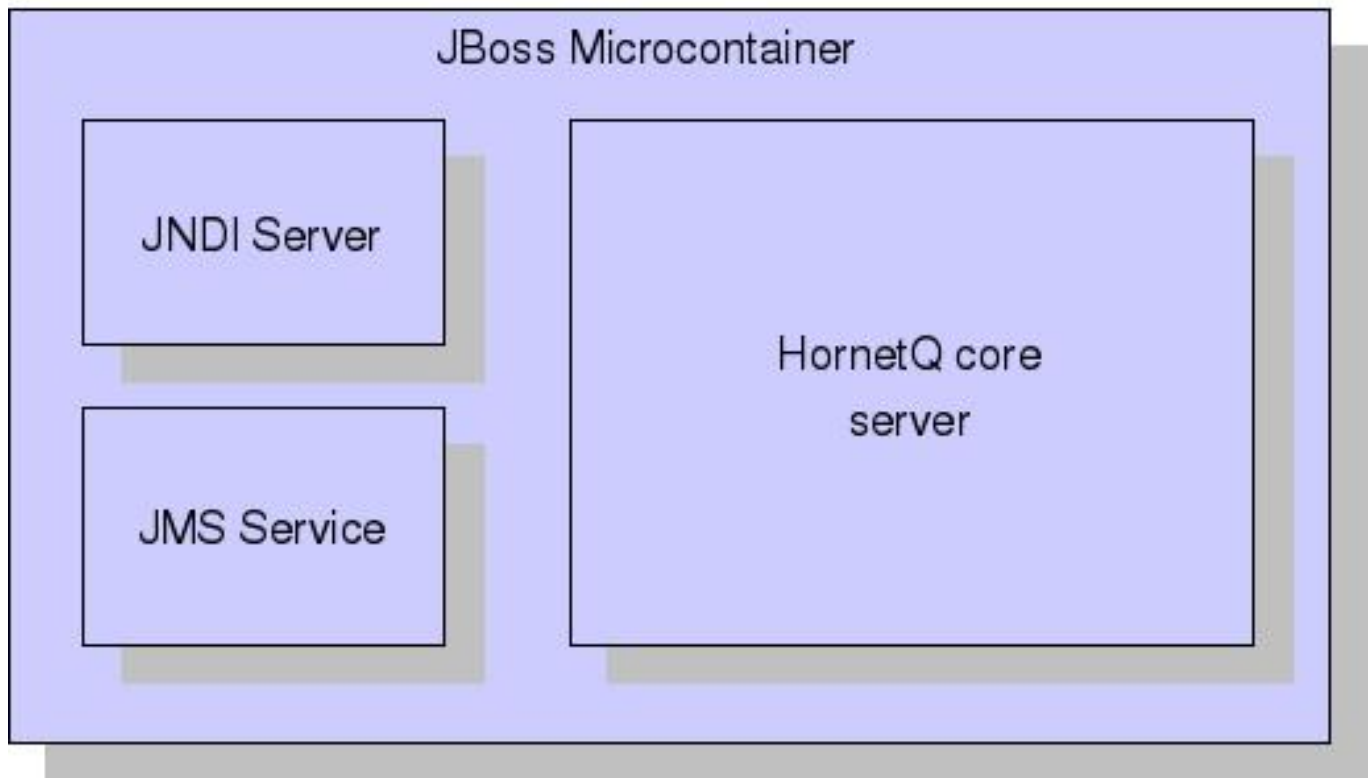 JBoss Microcontainer
JNDI Server
HornetQ core
server
JMS Service